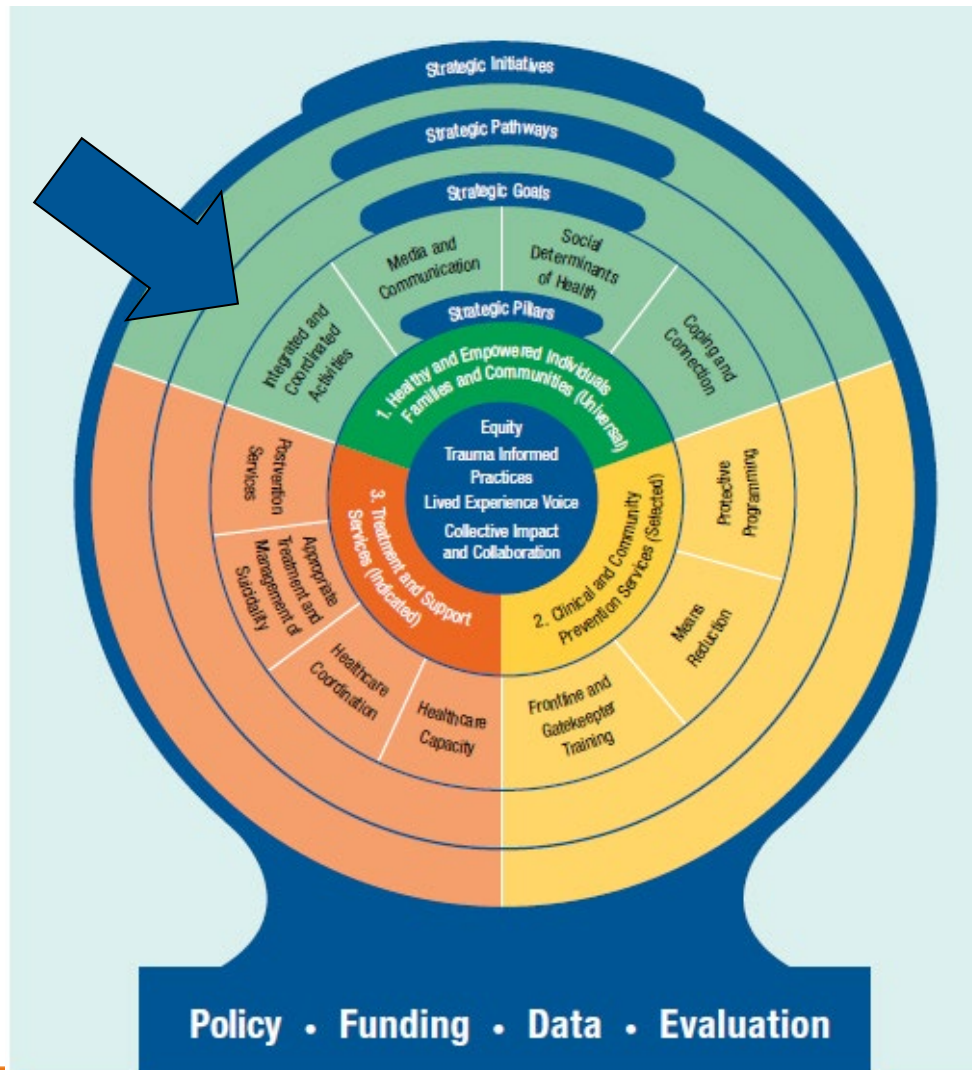 Strategic Initiatives
Strategic Pathways
Strategic Goals
Media and
Communication
Social
Determinants
of Health
Strategic Pillars
Integrated and
Coordinated
Activities
Coping and
Connection
1. Healthy and Empowered Individuals
Families and Communities (Universal)
Equity
Trauma Informed
Practices
Lived Experience Voice
Collective Impact
and Collaboration
Postvention
Services
Appropriate
Treatment and
Management of
Suicidality
Healthcare
Coordination
Healthcare
Capacity
3. Treatment and Support
Services (Indicated)
2. Clinical and Community
Prevention Services (Selected)
Protective
Programming
Means
Reduction
Frontline and
Gatekeeper
Training
Policy • Funding • Data • Evaluation